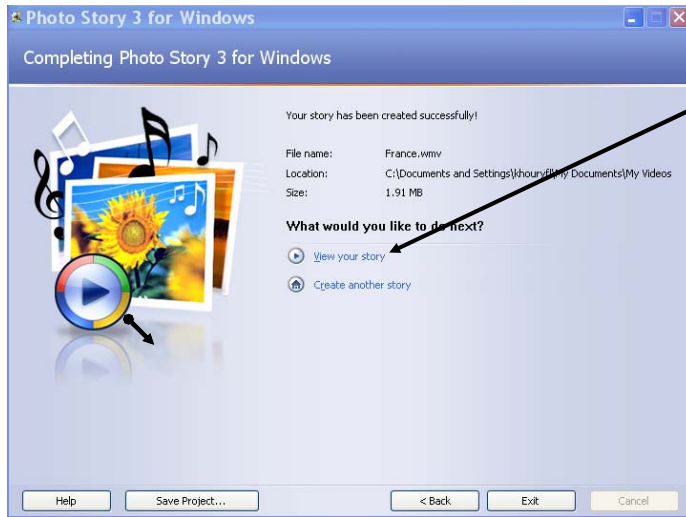 Photo Story 3 for Windows
Completing Photo Story 3 for Windows
Your story has been created successfully!
File name: France.wmv
Location: C:\Documents and Settings\khouryfl\My Documents\My Videos
Size: 1.91 MB
What would you like to do next?
View your story
Create another story
Help Save Project... < Back Exit Cancel